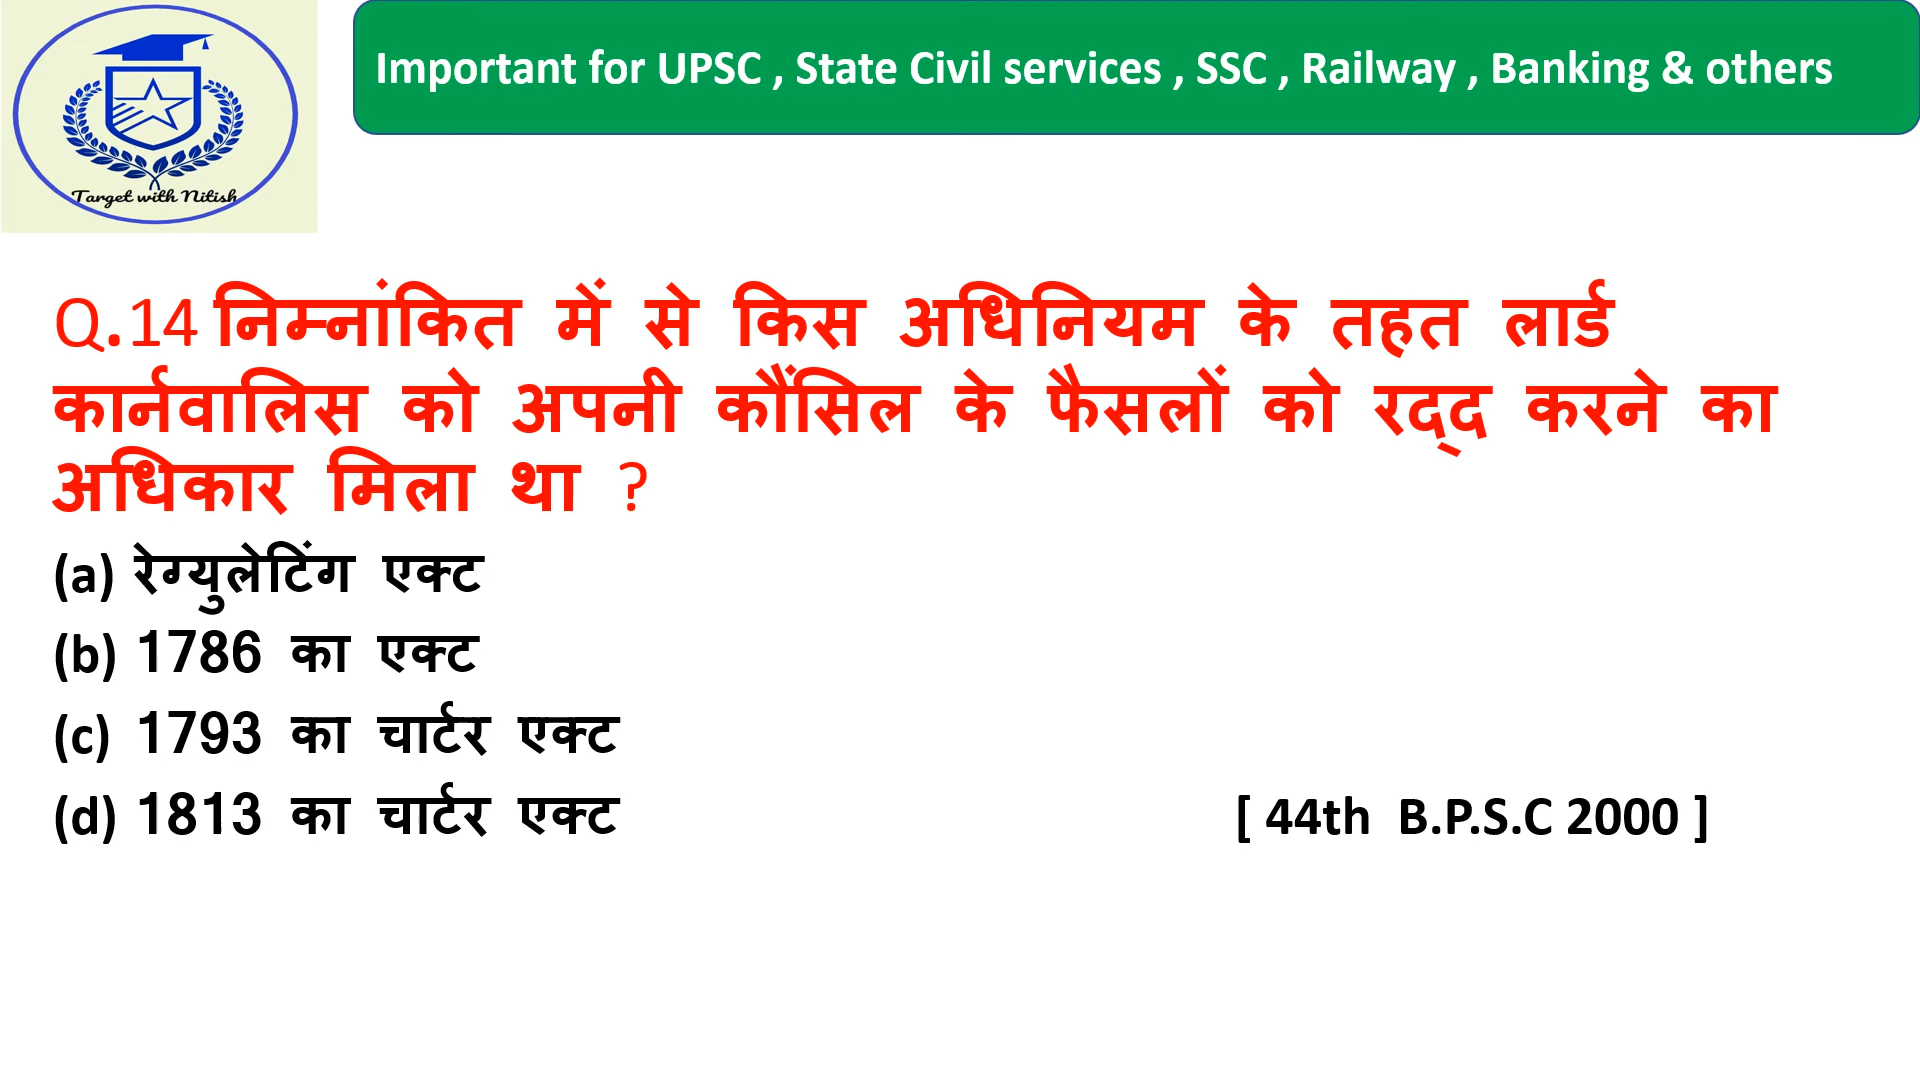 Target with Nitish
Important for UPSC , State Civil services , SSC , Railway , Banking & others
Q.14 निम्नांकित में से किस अधिनियम के तहत लार्ड
कार्नवालिस को अपनी कौंसिल के फैसलों को रद्द करने का
अधिकार मिला था ?
(a) रेग्युलेटिंग एक्ट
(b) 1786 का एक्ट
(c) 1793 का चार्टर एक्ट
(d) 1813 का चार्टर एक्ट [ 44th B.P.S.C 2000 ]